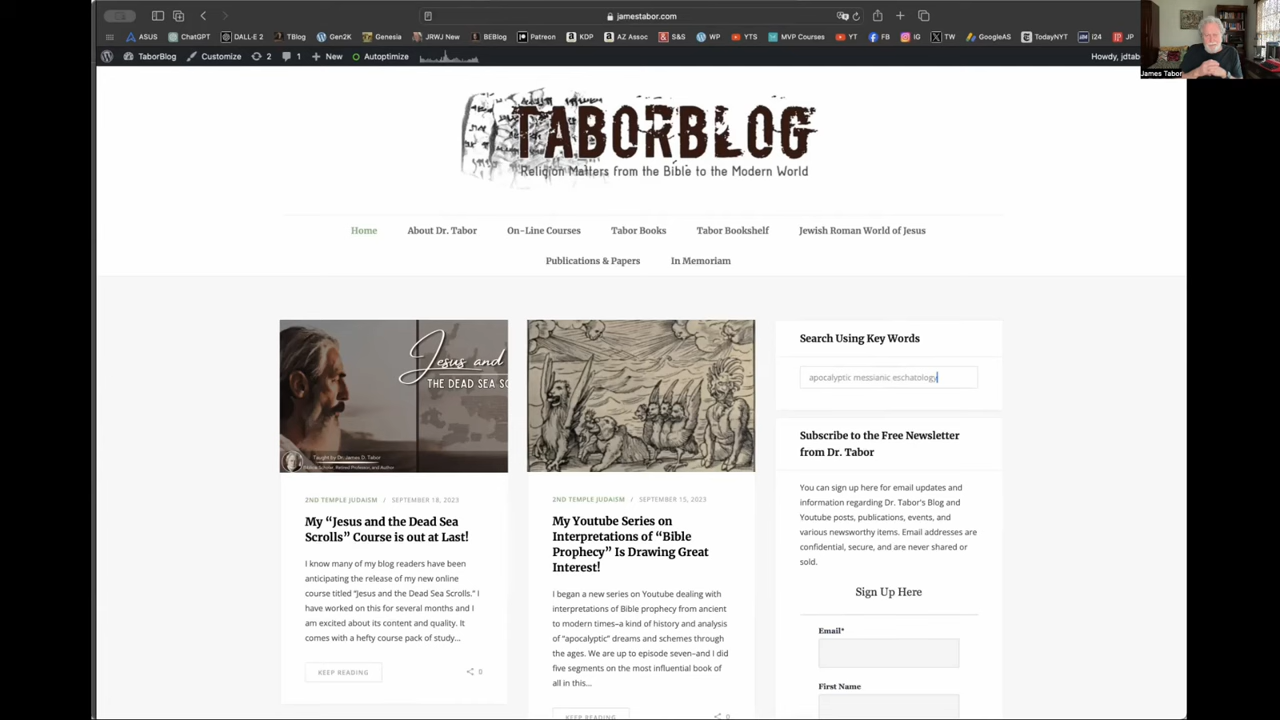 jamestabor.com
ASUS ChatGPT DALL-E 2 TBlog Gen2K Genesia JRWJ New BEBlog Patreon KDP AZ Assoc S&S WP YTS MVP Courses YT FB IG TW GoogleAS TodayNYT I24 JP
TaborBlog Customize 2 1 New Autoptimize Howdy, jdtab
James Tabor
TABORBLOG
Religion Matters from the Bible to the Modern World
Home About Dr. Tabor On-Line Courses Tabor Books Tabor Bookshelf Jewish Roman World of Jesus
Publications & Papers In Memoriam
Jesus and
THE DEAD SEA SC
Taught by Dr. James D. Tabor
2ND TEMPLE JUDAISM / SEPTEMBER 18, 2023
My “Jesus and the Dead Sea
Scrolls” Course is out at Last!
I know many of my blog readers have been
anticipating the release of my new online
course titled “Jesus and the Dead Sea Scrolls.” I
have worked on this for several months and I
am excited about its content and quality. It
comes with a hefty course pack of study...
KEEP READING 0
2ND TEMPLE JUDAISM / SEPTEMBER 15, 2023
My Youtube Series on
Interpretations of “Bible
Prophecy” Is Drawing Great
Interest!
I began a new series on Youtube dealing with
interpretations of Bible prophecy from ancient
to modern times–a kind of history and analysis
of “apocalyptic” dreams and schemes through
the ages. We are up to episode seven–and I did
five segments on the most influential book of
all in this...
KEEP READING 0
Search Using Key Words
apocalyptic messianic eschatology
Subscribe to the Free Newsletter
from Dr. Tabor
You can sign up here for email updates and
information regarding Dr. Tabor's Blog and
Youtube posts, publications, events, and
various newsworthy items. Email addresses are
confidential, secure, and are never shared or
sold.
Sign Up Here
Email*
First Name